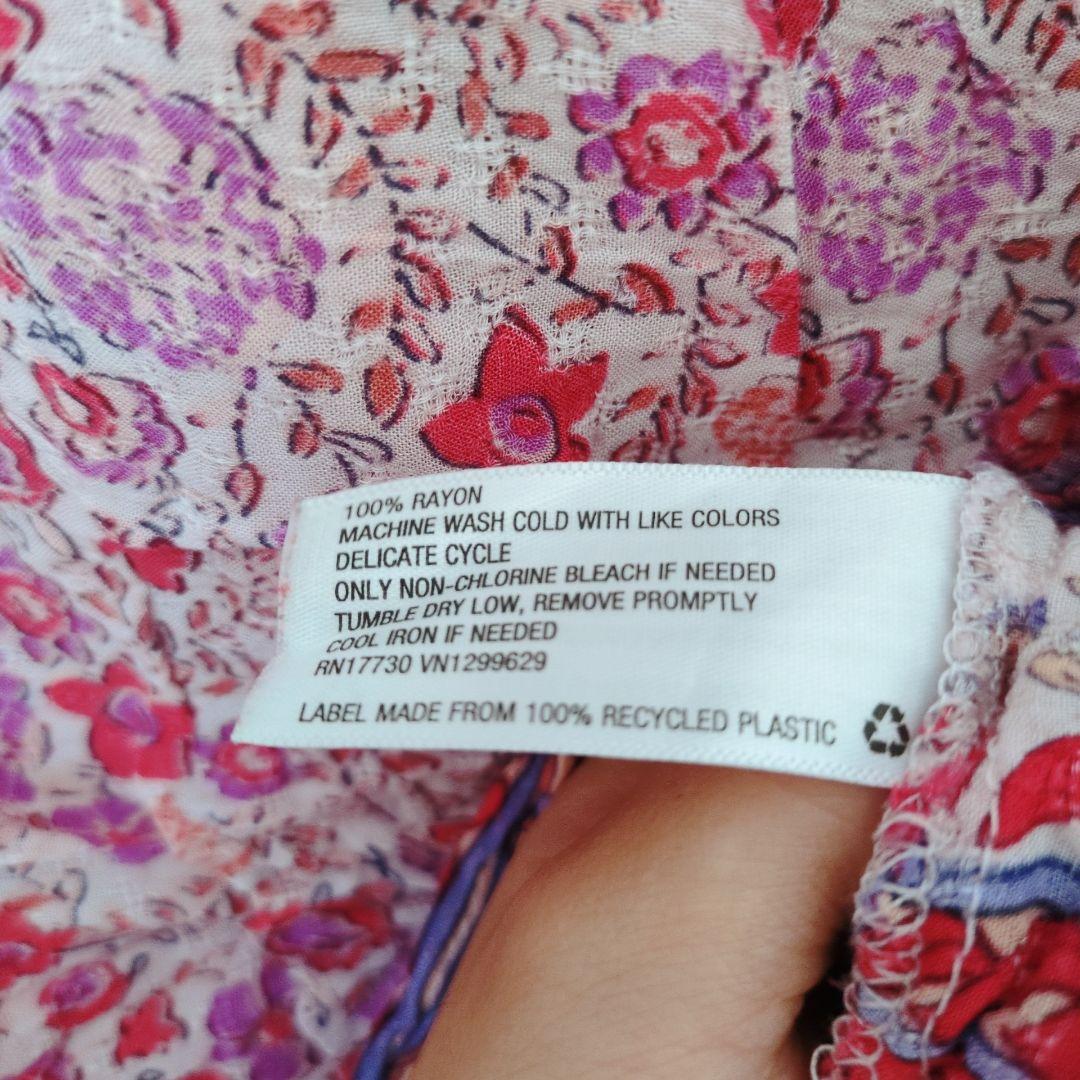 100% RAYON
MACHINE WASH COLD WITH LIKE COLORS
DELICATE CYCLE
ONLY NON-CHLORINE BLEACH IF NEEDED
TUMBLE DRY LOW, REMOVE PROMPTLY
COOL IRON IF NEEDED
RN17730 VN1299629
LABEL MADE FROM 100% RECYCLED PLASTIC